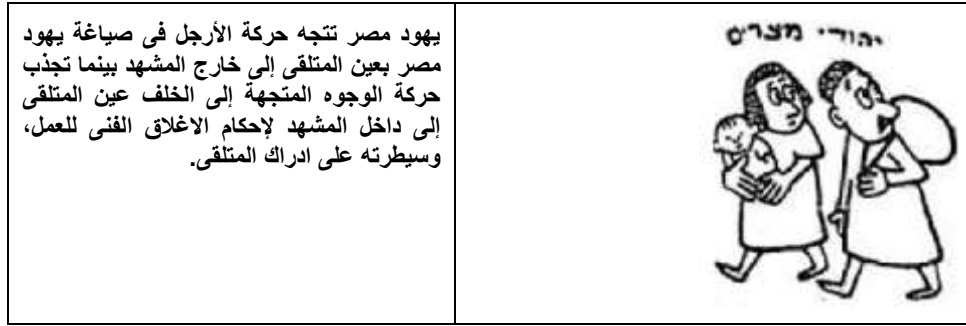 יהודי מצרים
يهود مصر تتجه حركة الأرجل فى صياغة يهود
مصر بعين المتلقى إلى خارج المشهد بينما تجذب
حركة الوجوه المتجهة إلى الخلف عين المتلقى
إلى داخل المشهد لإحكام الاغلاق الفنى للعمل،
وسيطرته على ادراك المتلقى.